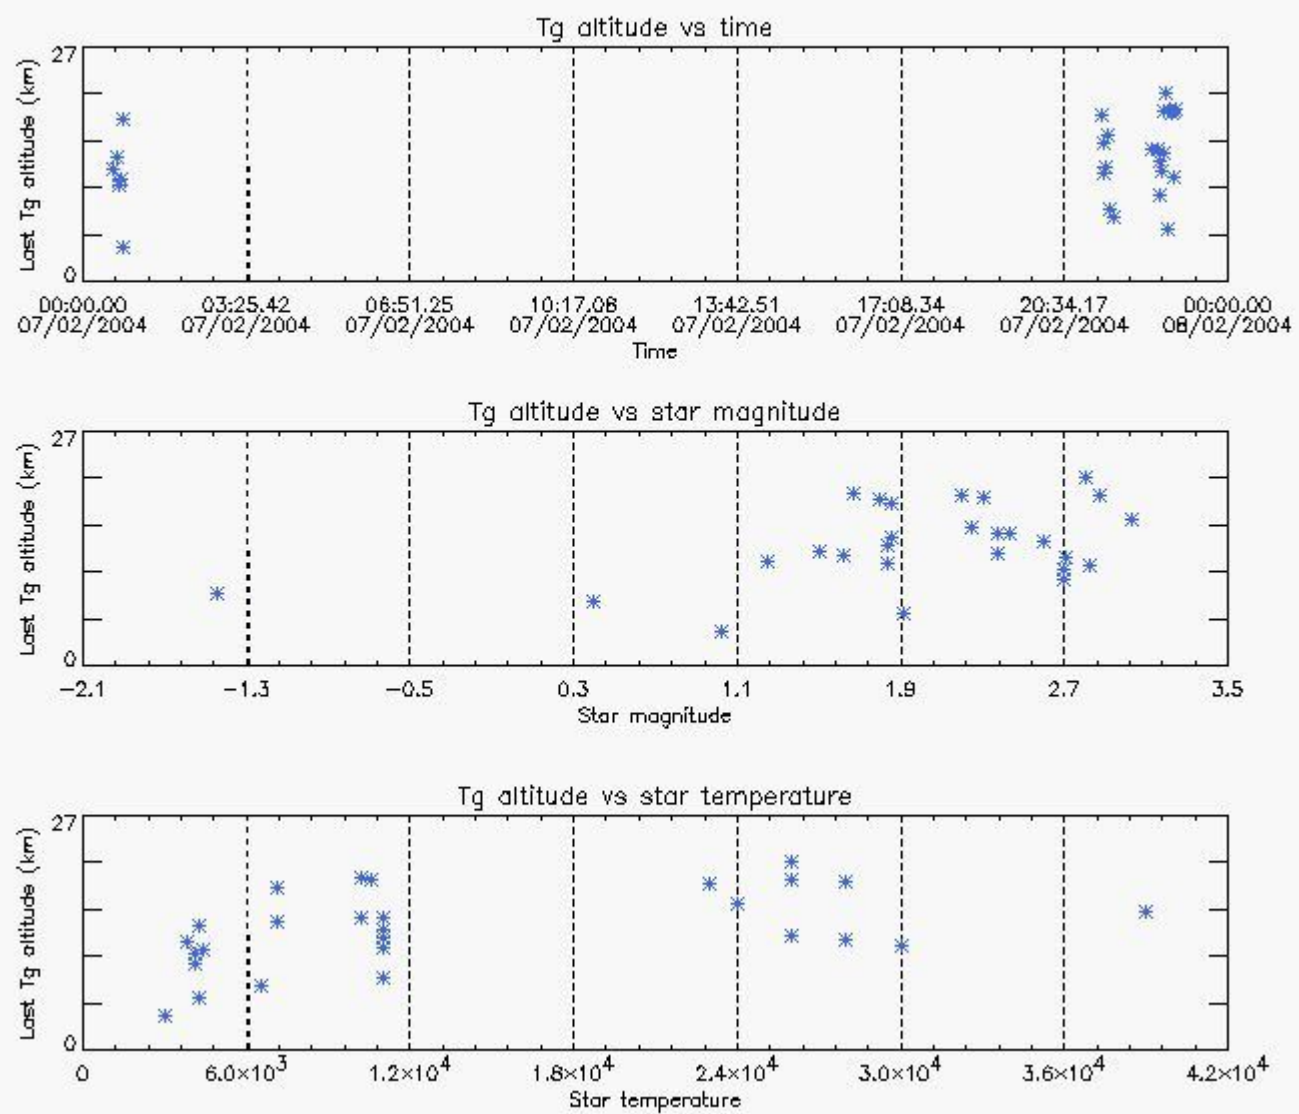 Tg altitude vs time
27
Last Tg altitude (km)
0
00:00.00 03:25.42 06:51.25 10:17.08 13:42.51 17:08.34 20:34.17 00:00.00
07/02/2004 07/02/2004 07/02/2004 07/02/2004 07/02/2004 07/02/2004 07/02/2004 08/02/2004
Time
Tg altitude vs star magnitude
27
Last Tg altitude (km)
0
−2.1 −1.3 −0.5 0.3 1.1 1.9 2.7 3.5
Star magnitude
Tg altitude vs star temperature
27
Last Tg altitude (km)
0
0 6.0×10³ 1.2×10⁴ 1.8×10⁴ 2.4×10⁴ 3.0×10⁴ 3.6×10⁴ 4.2×10⁴
Star temperature